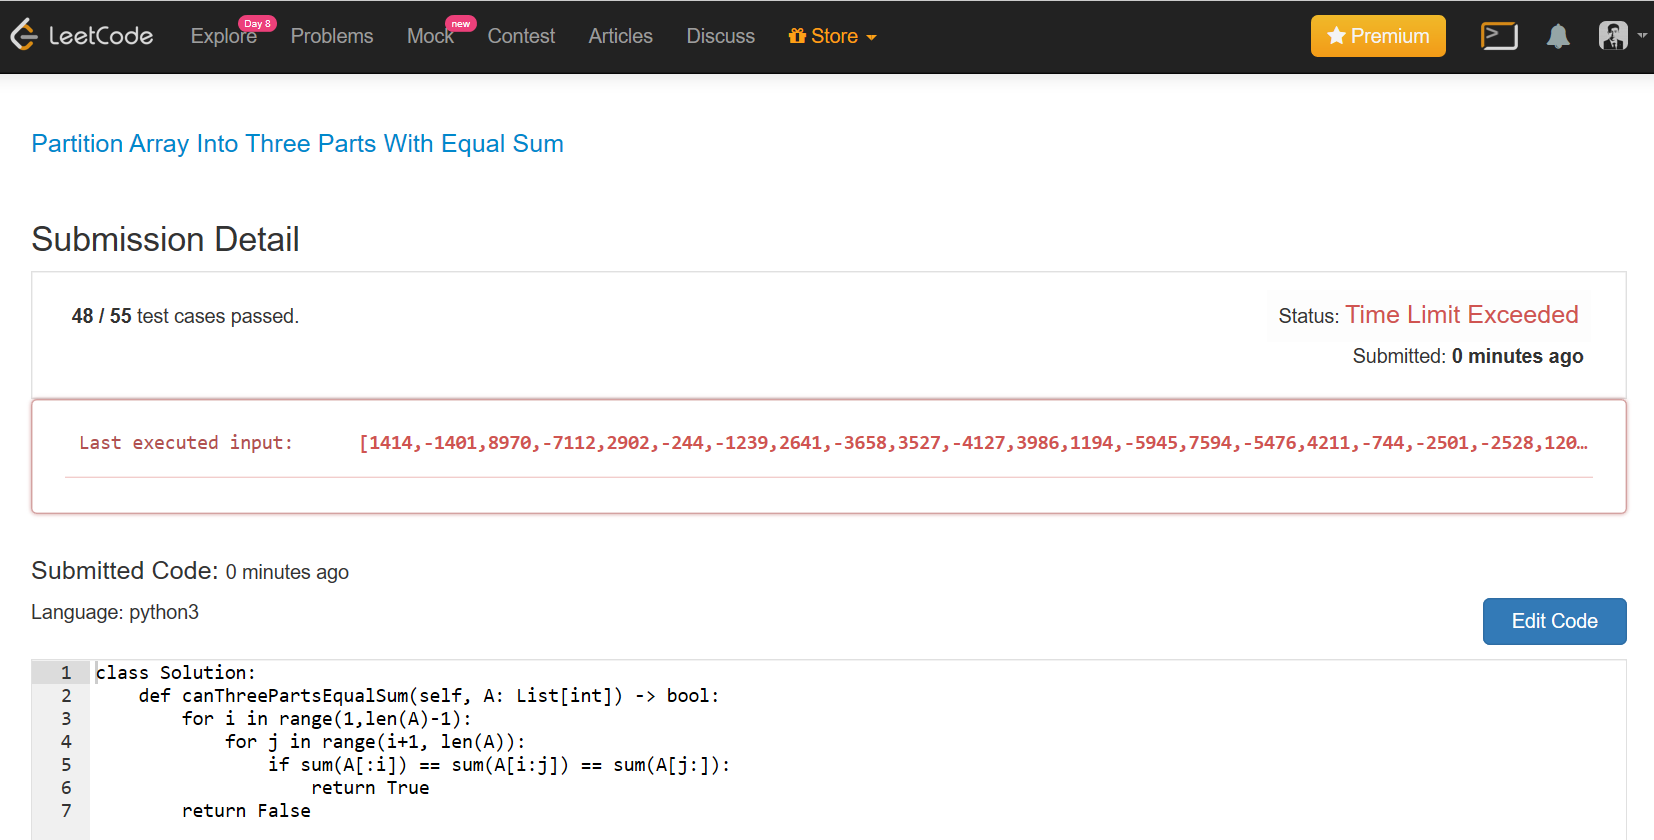 LeetCode Explore Day 8 Problems Mock new Contest Articles Discuss Store Premium
Partition Array Into Three Parts With Equal Sum
Submission Detail
48 / 55 test cases passed. Status: Time Limit Exceeded
Submitted: 0 minutes ago
Last executed input: [1414,-1401,8970,-7112,2902,-244,-1239,2641,-3658,3527,-4127,3986,1194,-5945,7594,-5476,4211,-744,-2501,-2528,120…
Submitted Code: 0 minutes ago
Language: python3
Edit Code
1 class Solution:
2     def canThreePartsEqualSum(self, A: List[int]) -> bool:
3         for i in range(1,len(A)-1):
4             for j in range(i+1, len(A)):
5                 if sum(A[:i]) == sum(A[i:j]) == sum(A[j:]):
6                     return True
7         return False